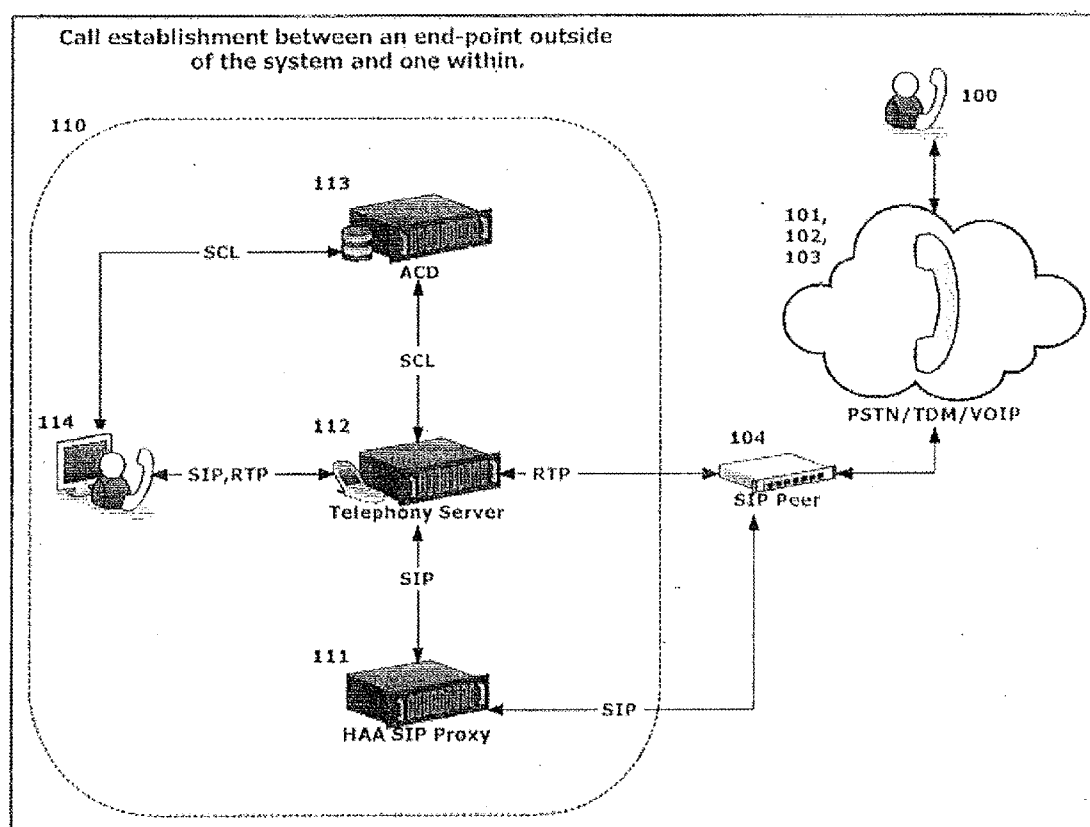 Call establishment between an end-point outside
of the system and one within.
100
110
113
101,
102,
103
SCL
ACD
SCL
PSTN/TDM/VOIP
114
112
104
SIP,RTP
RTP
SIP Peer
Telephony Server
SIP
111
SIP
HAA SIP Proxy